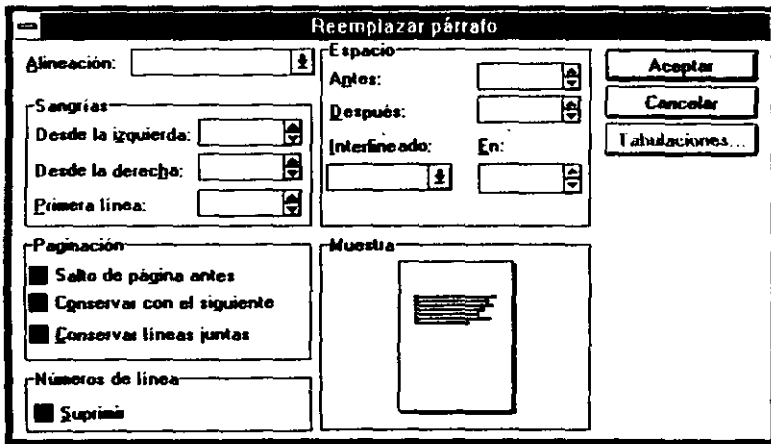 Reemplazar párrafo
Alineación:
Sangrías
Desde la izquierda:
Desde la derecha:
Primera línea:
Paginación
Salto de página antes
Conservar con el siguiente
Conservar líneas juntas
Números de línea
Suprimir
Espacio
Antes:
Después:
Interlineado: En:
Muestra
Aceptar
Cancelar
Tabulaciones...